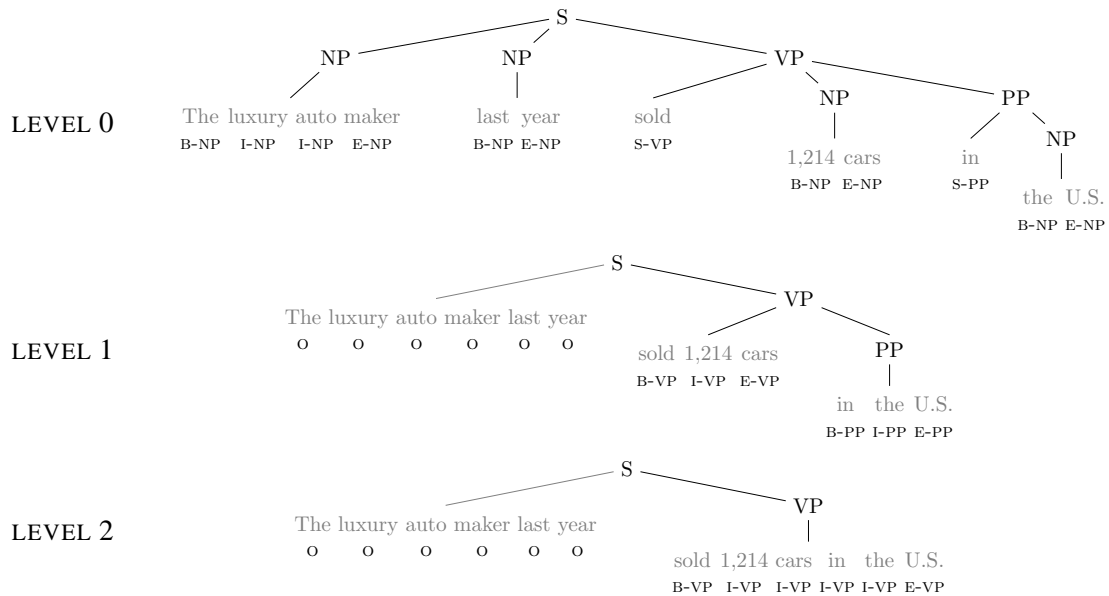 S
NP NP VP
NP PP
LEVEL 0 The luxury auto maker last year sold
B-NP I-NP I-NP E-NP B-NP E-NP S-VP NP
1,214 cars in
B-NP E-NP S-PP
the U.S.
B-NP E-NP
S
VP
The luxury auto maker last year
LEVEL 1 O O O O O O PP
sold 1,214 cars
B-VP I-VP E-VP
in the U.S.
B-PP I-PP E-PP
S
VP
The luxury auto maker last year
LEVEL 2 O O O O O O
sold 1,214 cars in the U.S.
B-VP I-VP I-VP I-VP I-VP E-VP